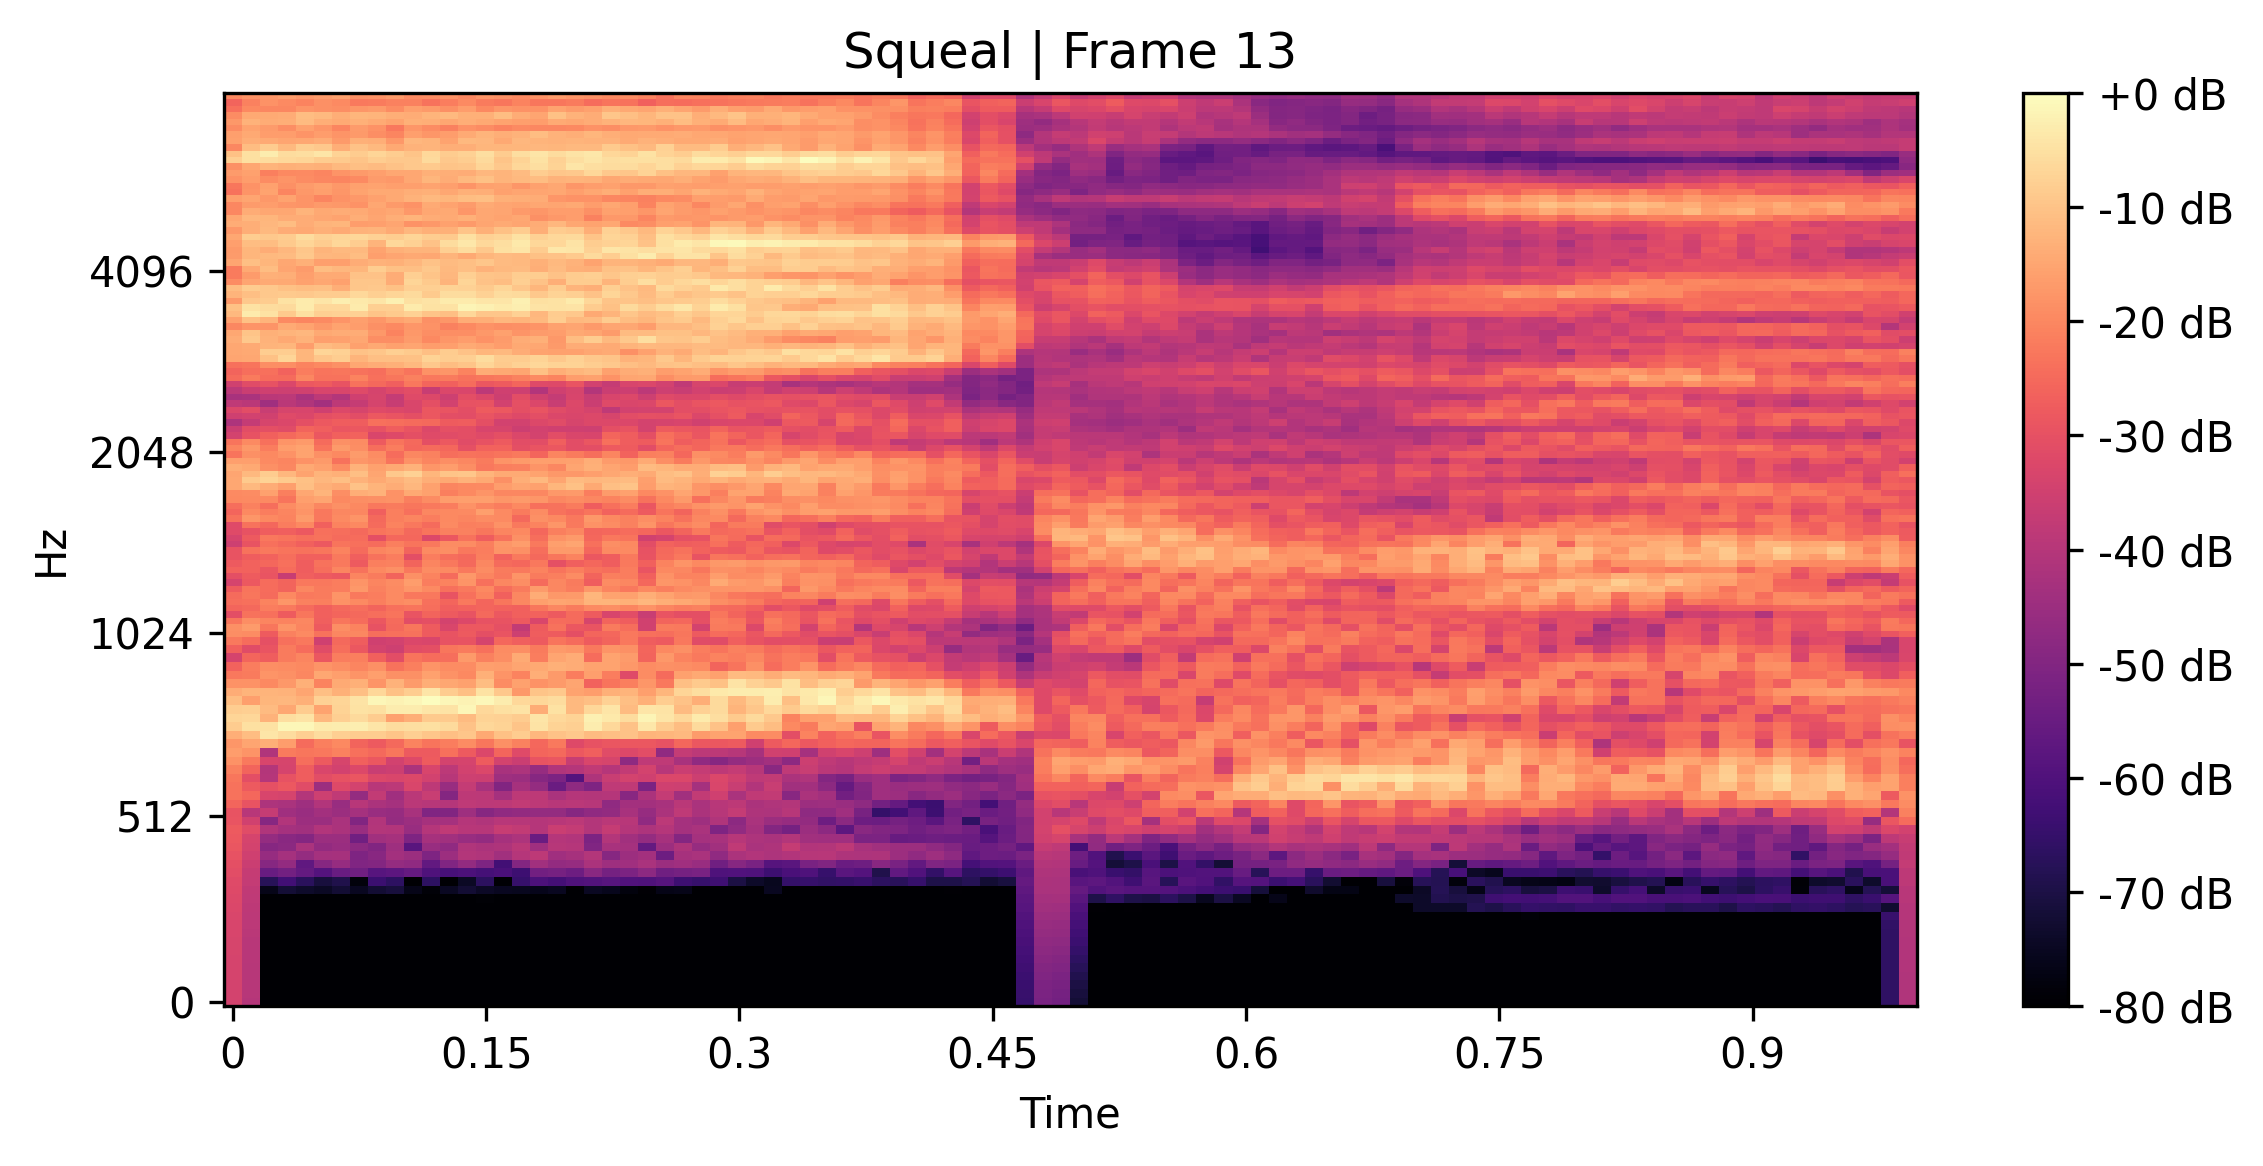 Squeal | Frame 13
Hz
4096
2048
1024
512
0
0 0.15 0.3 0.45 0.6 0.75 0.9
Time
+0 dB
-10 dB
-20 dB
-30 dB
-40 dB
-50 dB
-60 dB
-70 dB
-80 dB